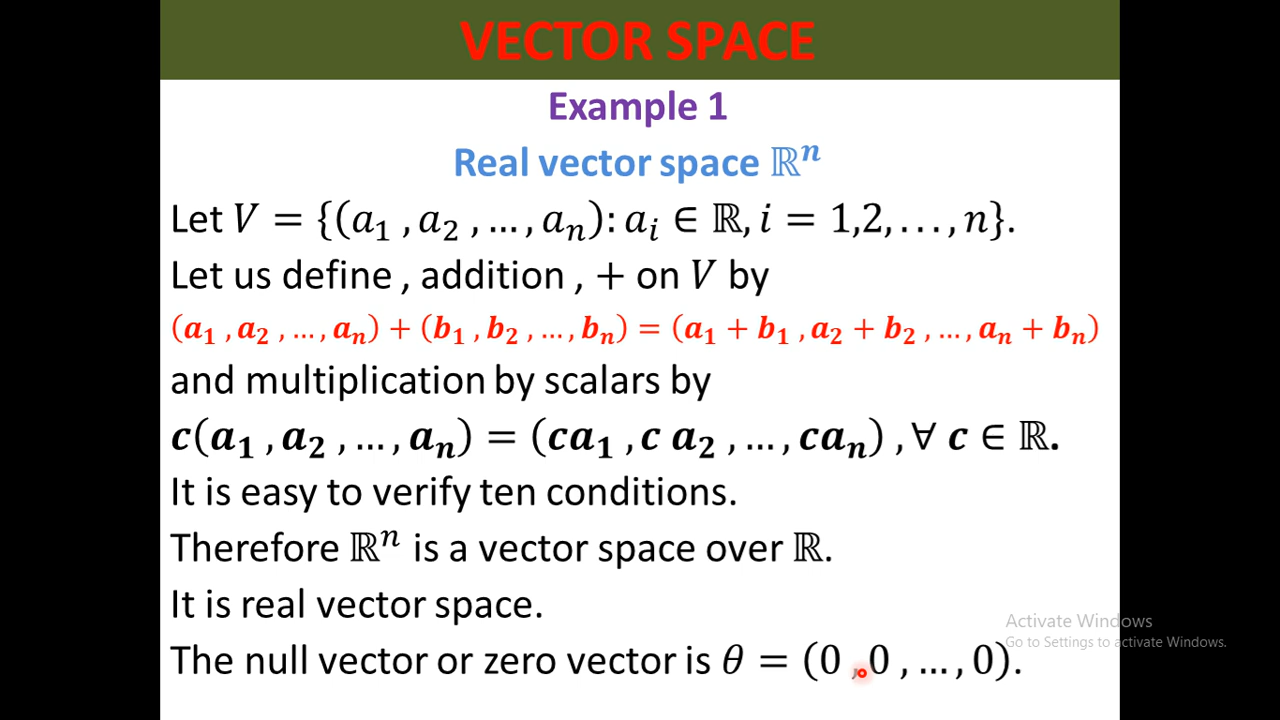 VECTOR SPACE
Example 1
Real vector space ℝⁿ
Let V = {(a₁ , a₂ , … , aₙ): aᵢ ∈ ℝ, i = 1,2, . . . , n}.
Let us define , addition , + on V by
(a₁ , a₂ , … , aₙ) + (b₁ , b₂ , … , bₙ) = (a₁ + b₁ , a₂ + b₂ , … , aₙ + bₙ)
and multiplication by scalars by
c(a₁ , a₂ , … , aₙ) = (ca₁ , c a₂ , … , caₙ) , ∀ c ∈ ℝ.
It is easy to verify ten conditions.
Therefore ℝⁿ is a vector space over ℝ.
It is real vector space.
Activate Windows
Go to Settings to activate Windows.
The null vector or zero vector is θ = (0 , 0 , … , 0).